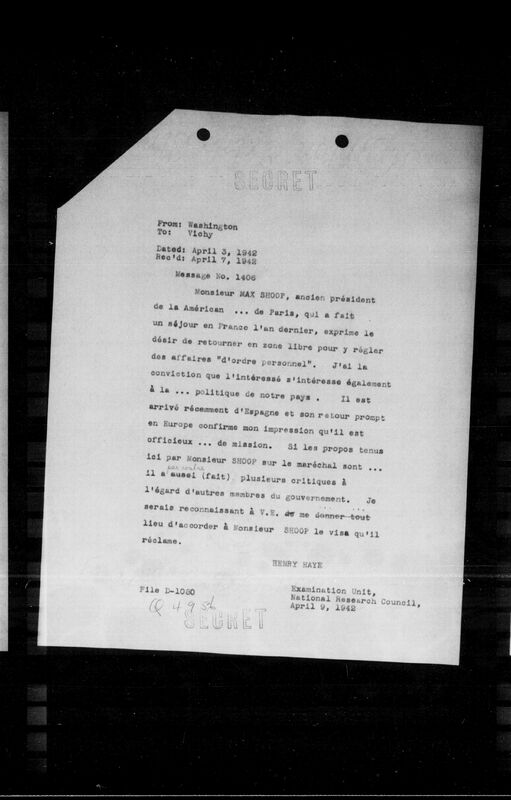 SECRET
From: Washington
To: Vichy
Dated: April 3, 1942
Rec'd: April 7, 1942
Message No. 1406
Monsieur MAX SHOOP, ancien président
de la Américan ... de Paris, qui a fait
un séjour en France l'an dernier, exprime le
désir de retourner en zone libre pour y régler
des affaires "d'ordre personnel". J'ai la
conviction que l'intéressé s'intéresse également
à la ... politique de notre pays . Il est
arrivé récemment d'Espagne et son retour prompt
en Europe confirme mon impression qu'il est
officieux ... de mission. Si les propos tenus
ici par Monsieur SHOOP sur le maréchal sont ...
par contre
il a aussi (fait) plusieurs critiques à
l'égard d'autres membres du gouvernement. Je
serais reconnaissant à V.E. de me donner tout
lieu d'accorder à Monsieur SHOOP le visa qu'il
réclame.
HENRY HAYE
File D-1080
Examination Unit,
National Research Council,
April 9, 1942
SECRET